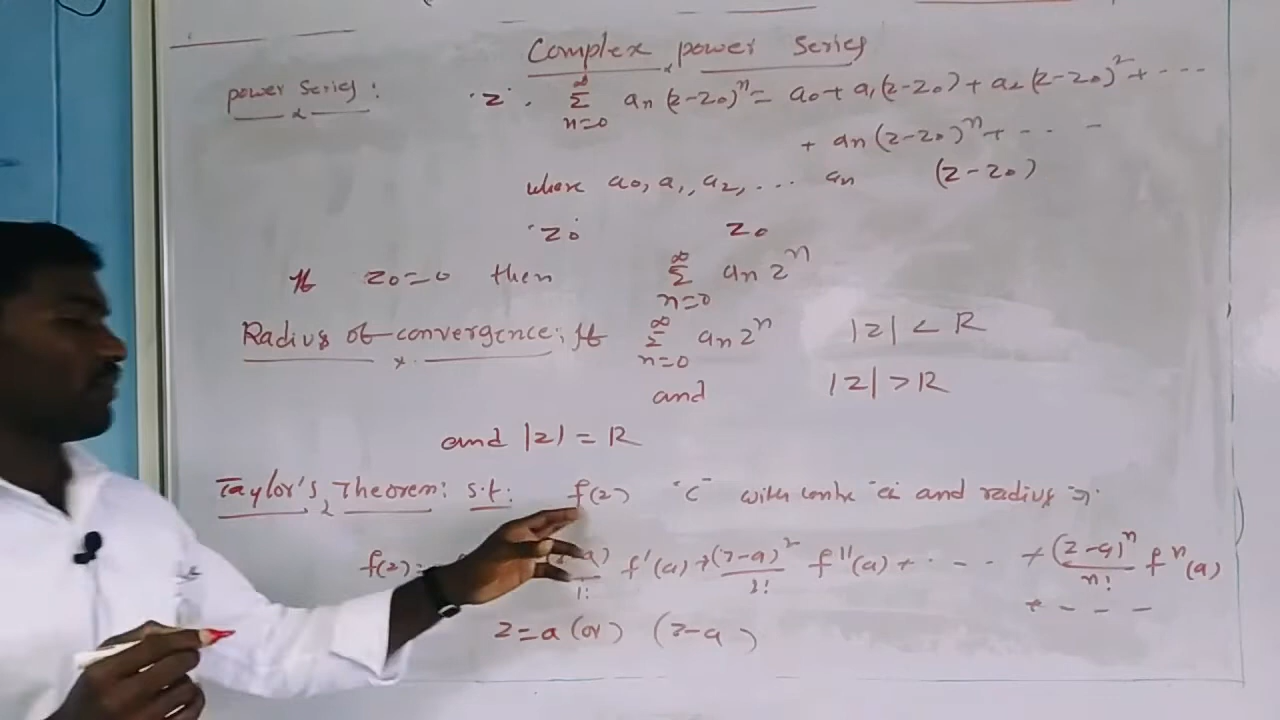 Complex power series
power series: 'z'. ∞ Σ n=0 an (z-z0)^n = a0 + a1(z-z0) + a2(z-z0)^2 + ....
+ an (z-z0)^n + - - -
where a0, a1, a2, ... an (z-z0)
'z0' z0
If z0=0 then ∞ Σ n=0 an z^n
Radius of convergence: If ∞ Σ n=0 an z^n |z| < R
and |z| > R
and |z| = R
Taylor's Theorem: s.t: f(z) "c" with centre 'a' and radius 'r'.
f(z)= f'(a) + (z-a)^2/3! f''(a) + - - - + (z-a)^n/n! f^n(a)
+ - - -
z=a (or) (z-a)